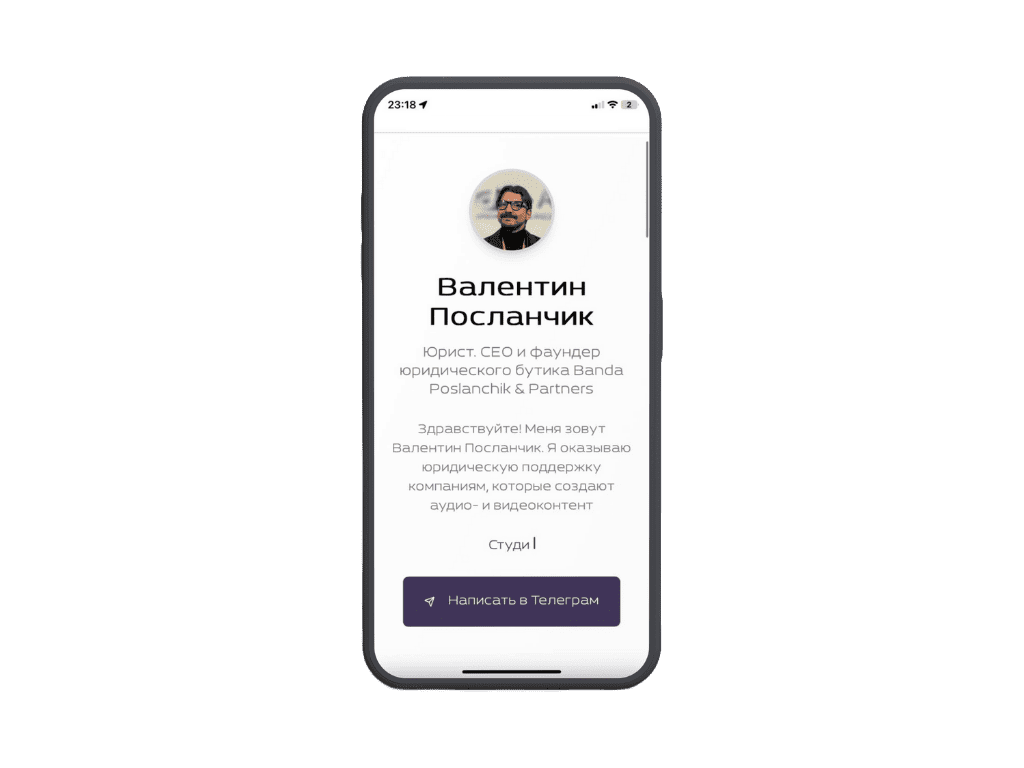 23:18
2
Валентин
Посланчик
Юрист. CEO и фаундер
юридического бутика Banda
Poslanchik & Partners
Здравствуйте! Меня зовут
Валентин Посланчик. Я оказываю
юридическую поддержку
компаниям, которые создают
аудио- и видеоконтент
Студи
Написать в Телеграм